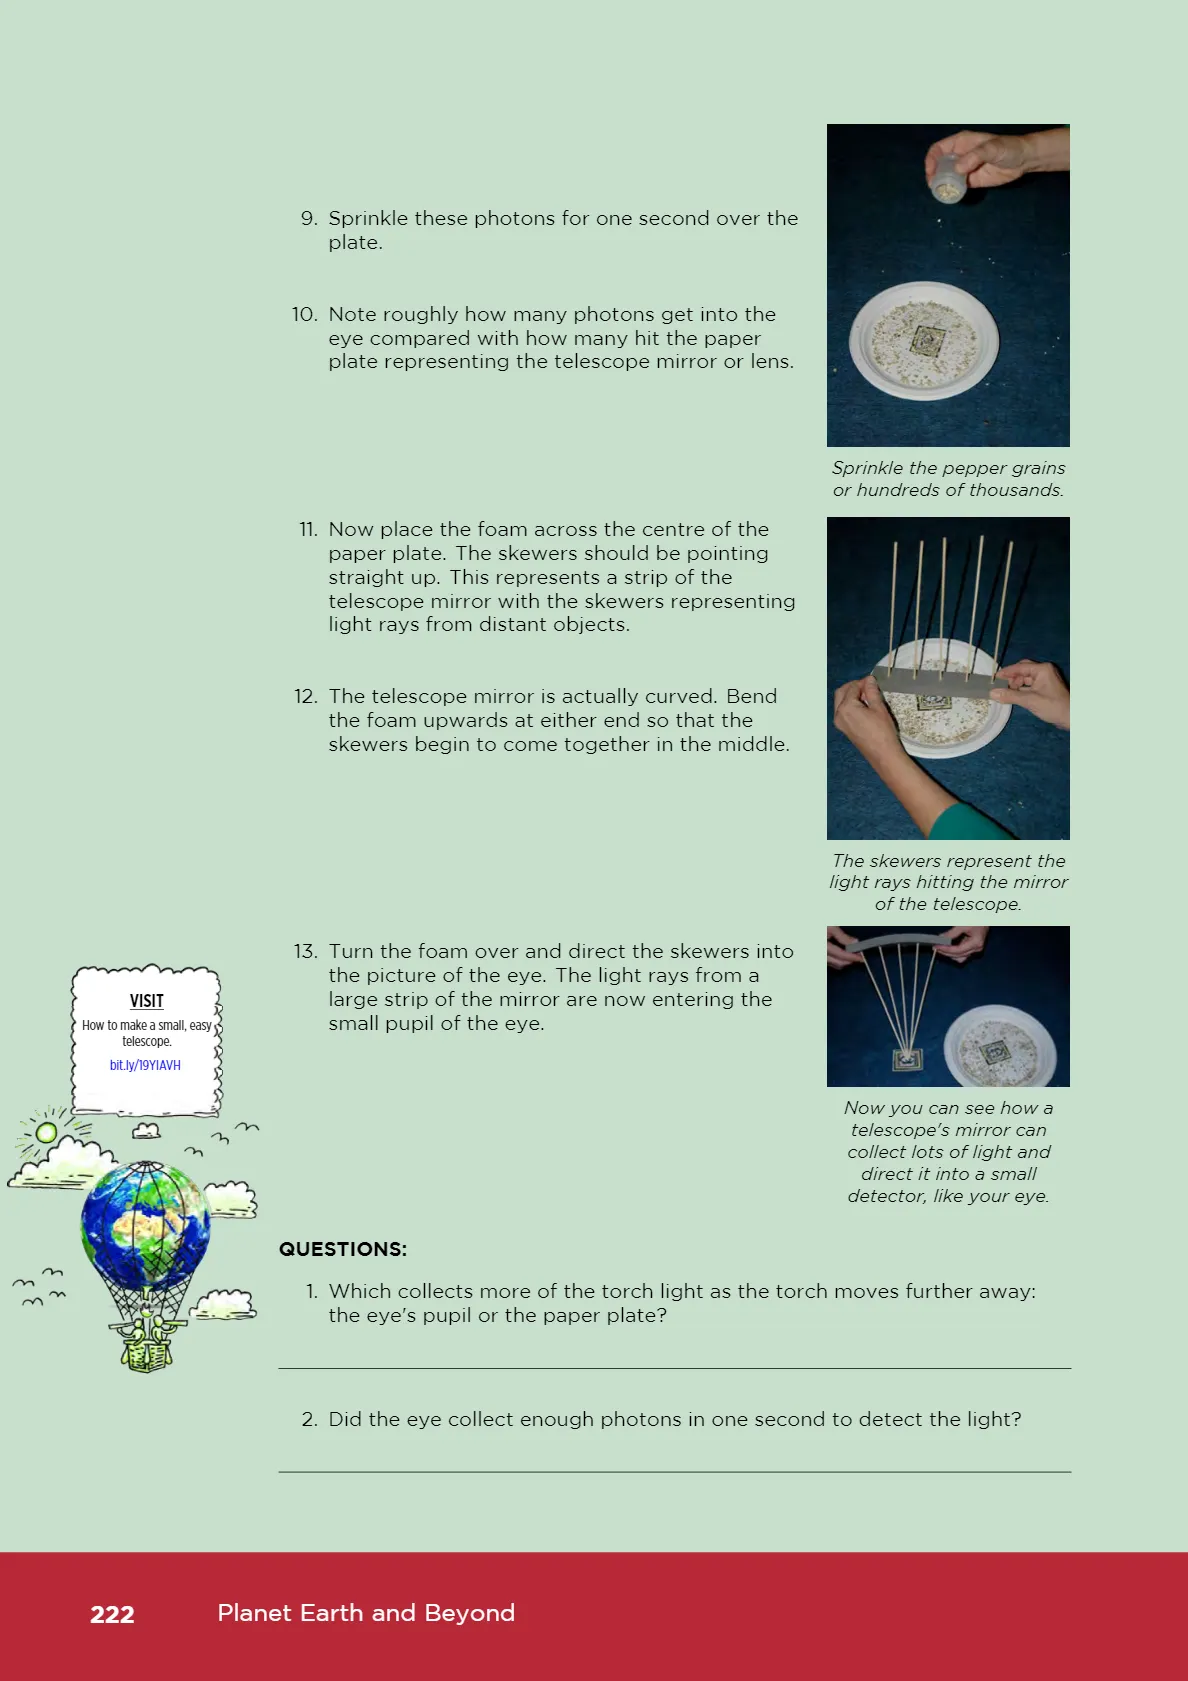 9. Sprinkle these photons for one second over the
plate.
10. Note roughly how many photons get into the
eye compared with how many hit the paper
plate representing the telescope mirror or lens.
Sprinkle the pepper grains
or hundreds of thousands.
11. Now place the foam across the centre of the
paper plate. The skewers should be pointing
straight up. This represents a strip of the
telescope mirror with the skewers representing
light rays from distant objects.
12. The telescope mirror is actually curved. Bend
the foam upwards at either end so that the
skewers begin to come together in the middle.
The skewers represent the
light rays hitting the mirror
of the telescope.
13. Turn the foam over and direct the skewers into
the picture of the eye. The light rays from a
large strip of the mirror are now entering the
small pupil of the eye.
VISIT
How to make a small, easy
telescope.
bit.ly/19YIAVH
Now you can see how a
telescope's mirror can
collect lots of light and
direct it into a small
detector, like your eye.
QUESTIONS:
1. Which collects more of the torch light as the torch moves further away:
the eye's pupil or the paper plate?
2. Did the eye collect enough photons in one second to detect the light?
222 Planet Earth and Beyond